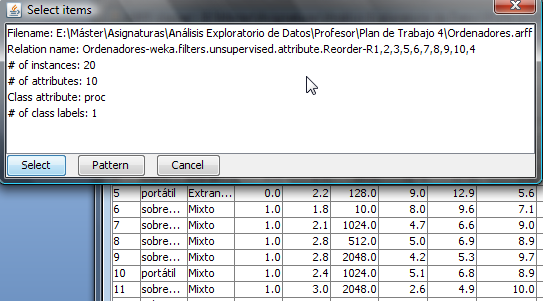 Select items
Filename: E:\Máster\Asignaturas\Análisis Exploratorio de Datos\Profesor\Plan de Trabajo 4\Ordenadores.arff
Relation name: Ordenadores-weka.filters.unsupervised.attribute.Reorder-R1,2,3,5,6,7,8,9,10,4
# of instances: 20
# of attributes: 10
Class attribute: proc
# of class labels: 1
Select Pattern Cancel
5 portátil Extran... 0.0 2.2 128.0 9.0 12.9 5.6
6 sobre... Mixto 1.0 1.8 10.0 8.0 9.6 7.1
7 sobre... Mixto 1.0 2.1 1024.0 4.7 6.6 9.0
8 sobre... Mixto 1.0 2.8 512.0 5.0 6.9 8.9
9 sobre... Mixto 1.0 2.8 2048.0 4.2 5.3 9.7
10 portátil Mixto 1.0 2.4 1024.0 5.1 6.8 8.9
11 sobre... Mixto 1.0 3.0 2048.0 2.6 4.9 10.0